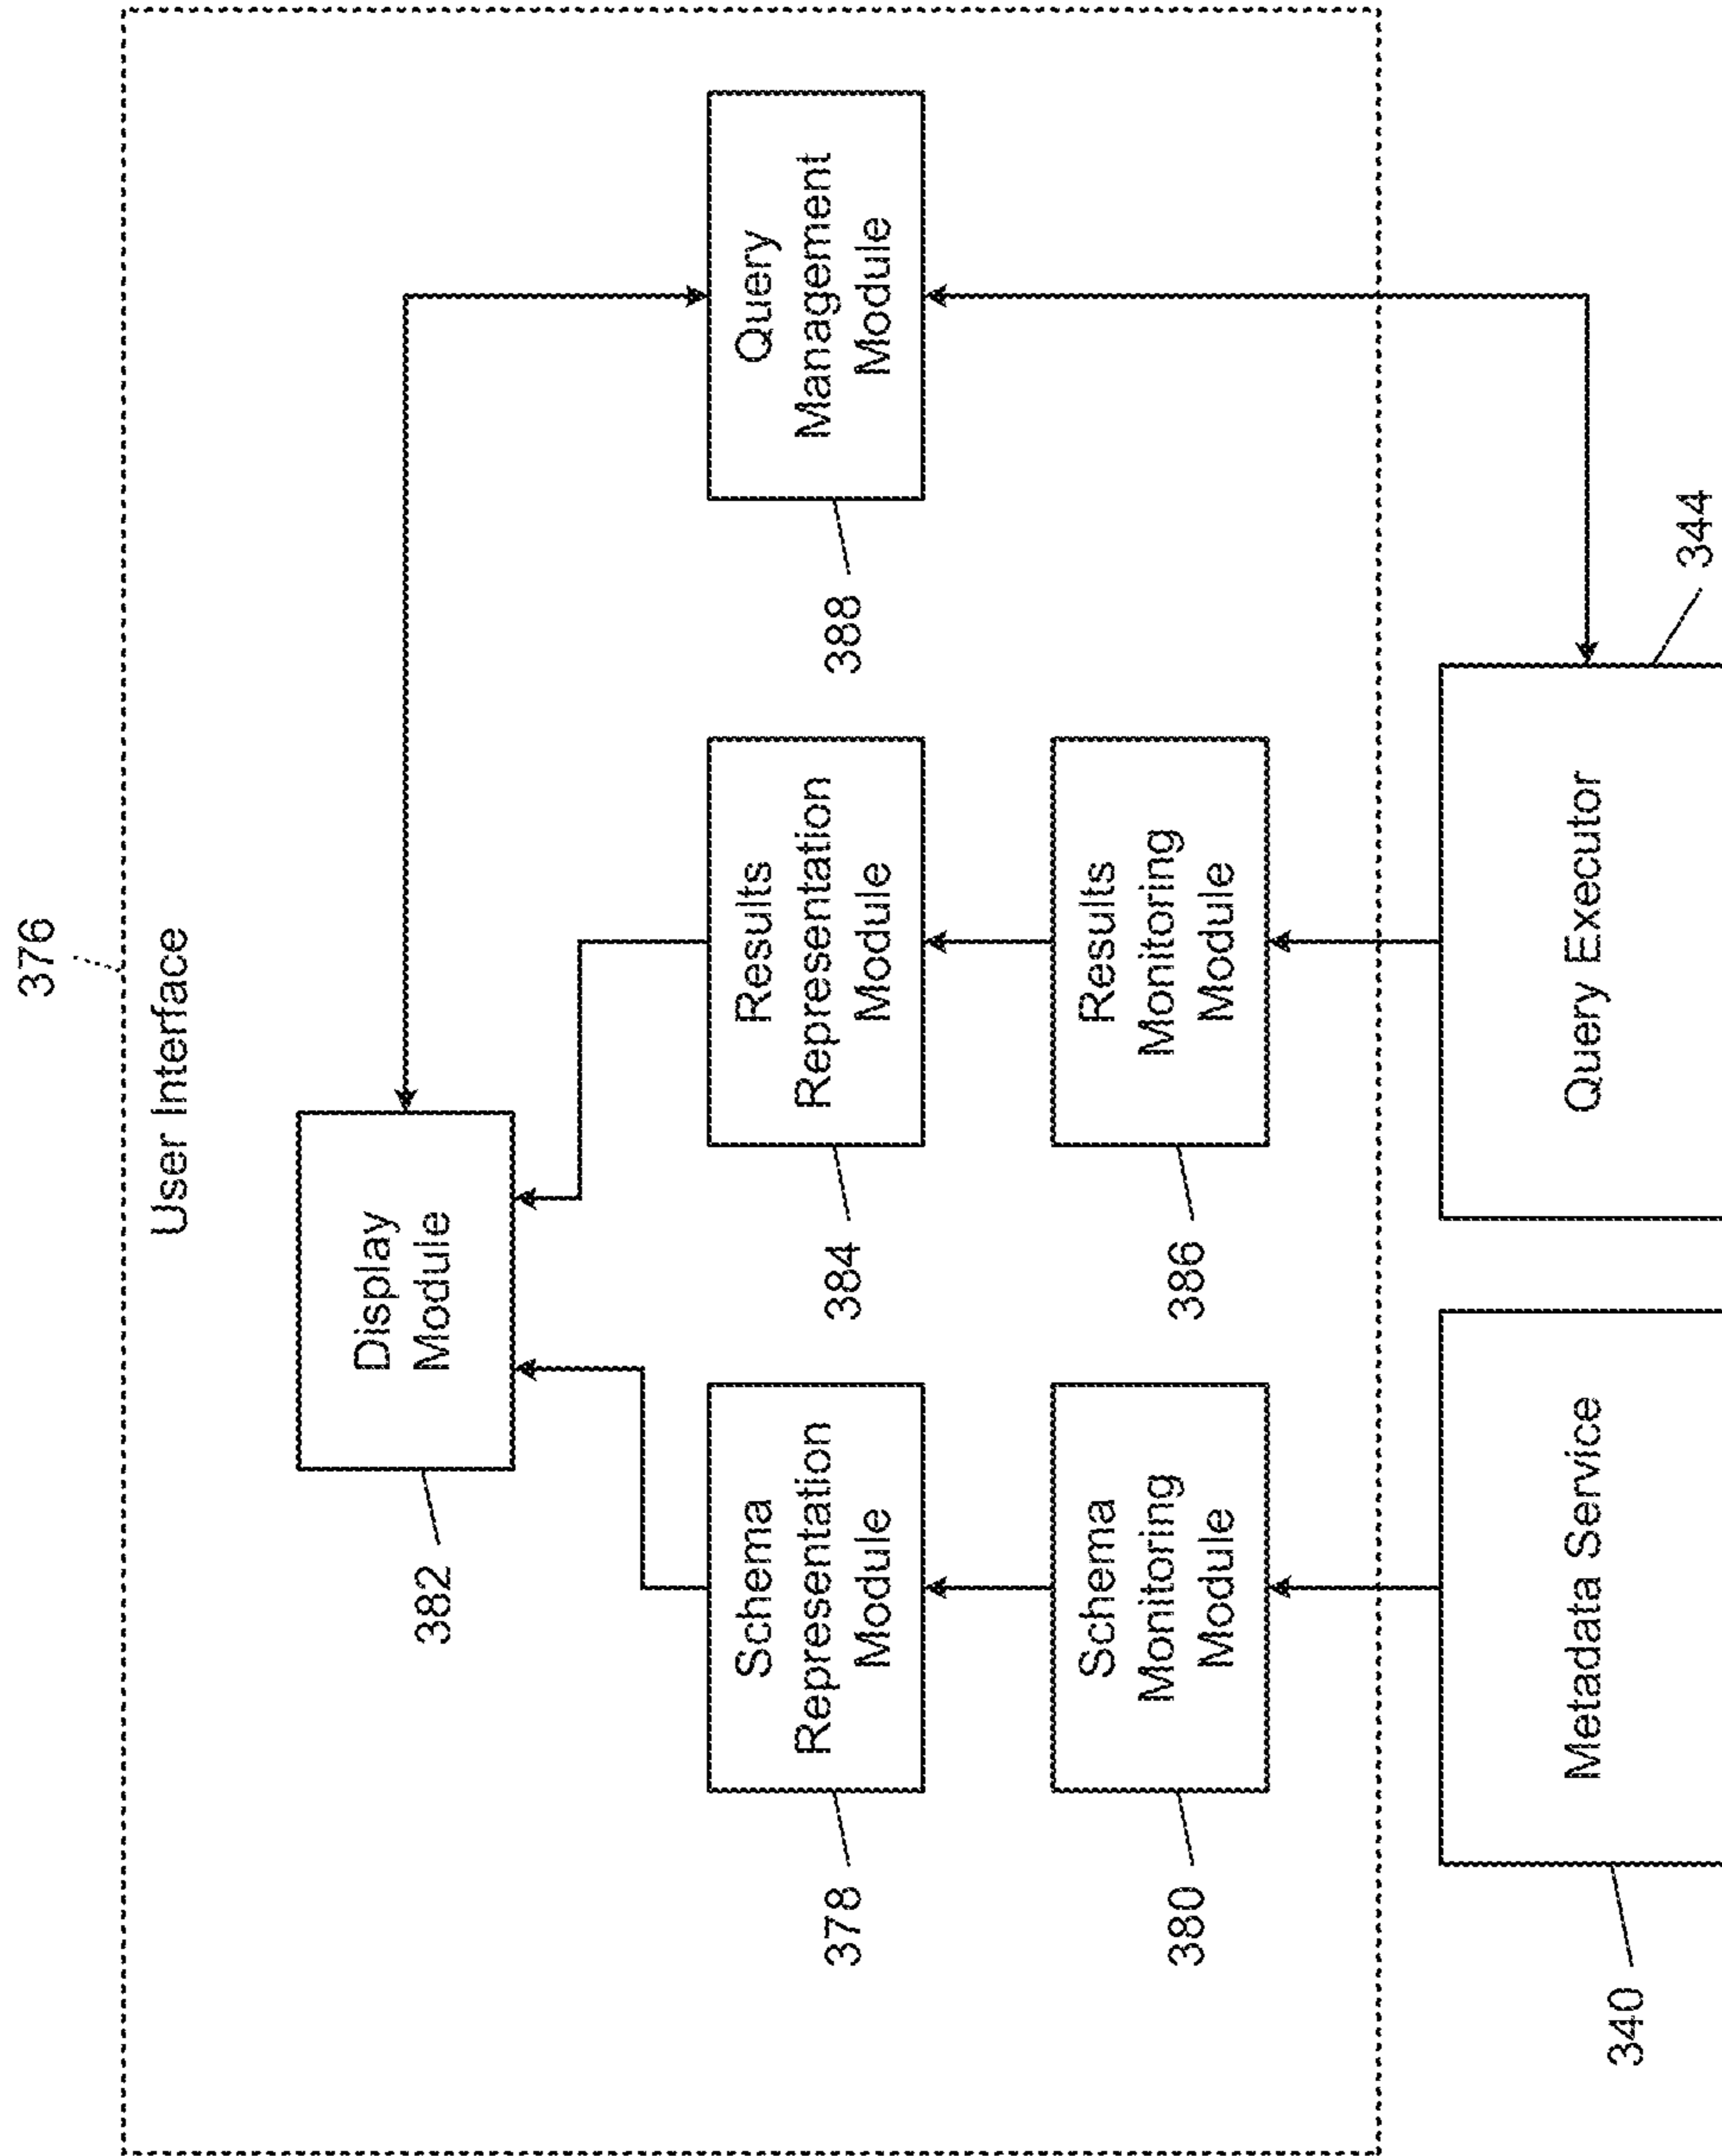 376
User Interface
Display
Module
382
Schema
Representation
Module
378
Results
Representation
Module
384
Query
Management
Module
388
Schema
Monitoring
Module
380
Results
Monitoring
Module
386
Metadata Service
340
Query Executor
344